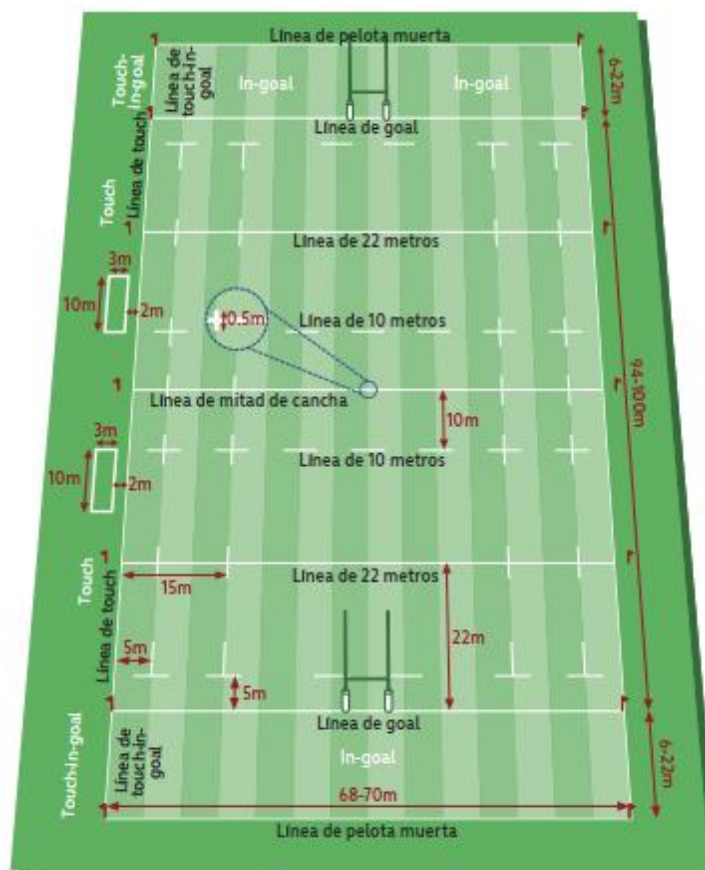 Línea de pelota muerta
Touch-
In-goal
Línea de
touch-in-
goal
In-goal
In-goal
6-22m
Línea de goal
Línea de touch
Touch
Línea de 22 metros
3m
10m
2m
0.5m
Línea de 10 metros
94-100m
Línea de mitad de cancha
10m
3m
10m
2m
Línea de 10 metros
Touch
Línea de touch
15m
Línea de 22 metros
22m
5m
5m
Línea de goal
Touch-In-goal
Línea de
touch-in-
goal
In-goal
6-22m
68-70m
Línea de pelota muerta